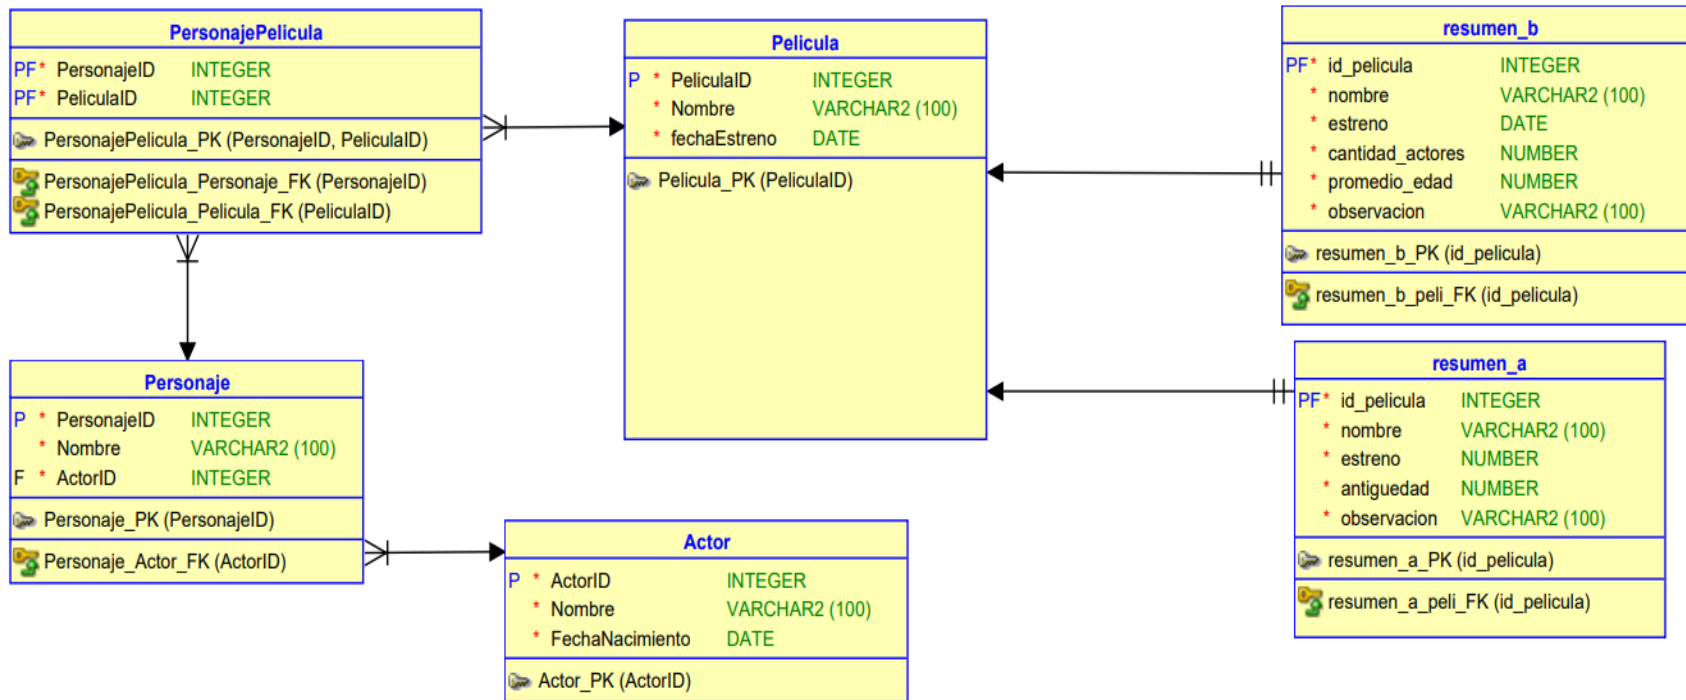 PersonajePelicula
PF* PersonajeID INTEGER
PF* PeliculaID INTEGER
PersonajePelicula_PK (PersonajeID, PeliculaID)
PersonajePelicula_Personaje_FK (PersonajeID)
PersonajePelicula_Pelicula_FK (PeliculaID)
Pelicula
P * PeliculaID INTEGER
* Nombre VARCHAR2 (100)
* fechaEstreno DATE
Pelicula_PK (PeliculaID)
resumen_b
PF* id_pelicula INTEGER
* nombre VARCHAR2 (100)
* estreno DATE
* cantidad_actores NUMBER
* promedio_edad NUMBER
* observacion VARCHAR2 (100)
resumen_b_PK (id_pelicula)
resumen_b_peli_FK (id_pelicula)
Personaje
P * PersonajeID INTEGER
* Nombre VARCHAR2 (100)
F * ActorID INTEGER
Personaje_PK (PersonajeID)
Personaje_Actor_FK (ActorID)
Actor
P * ActorID INTEGER
* Nombre VARCHAR2 (100)
* FechaNacimiento DATE
Actor_PK (ActorID)
resumen_a
PF* id_pelicula INTEGER
* nombre VARCHAR2 (100)
* estreno NUMBER
* antiguedad NUMBER
* observacion VARCHAR2 (100)
resumen_a_PK (id_pelicula)
resumen_a_peli_FK (id_pelicula)